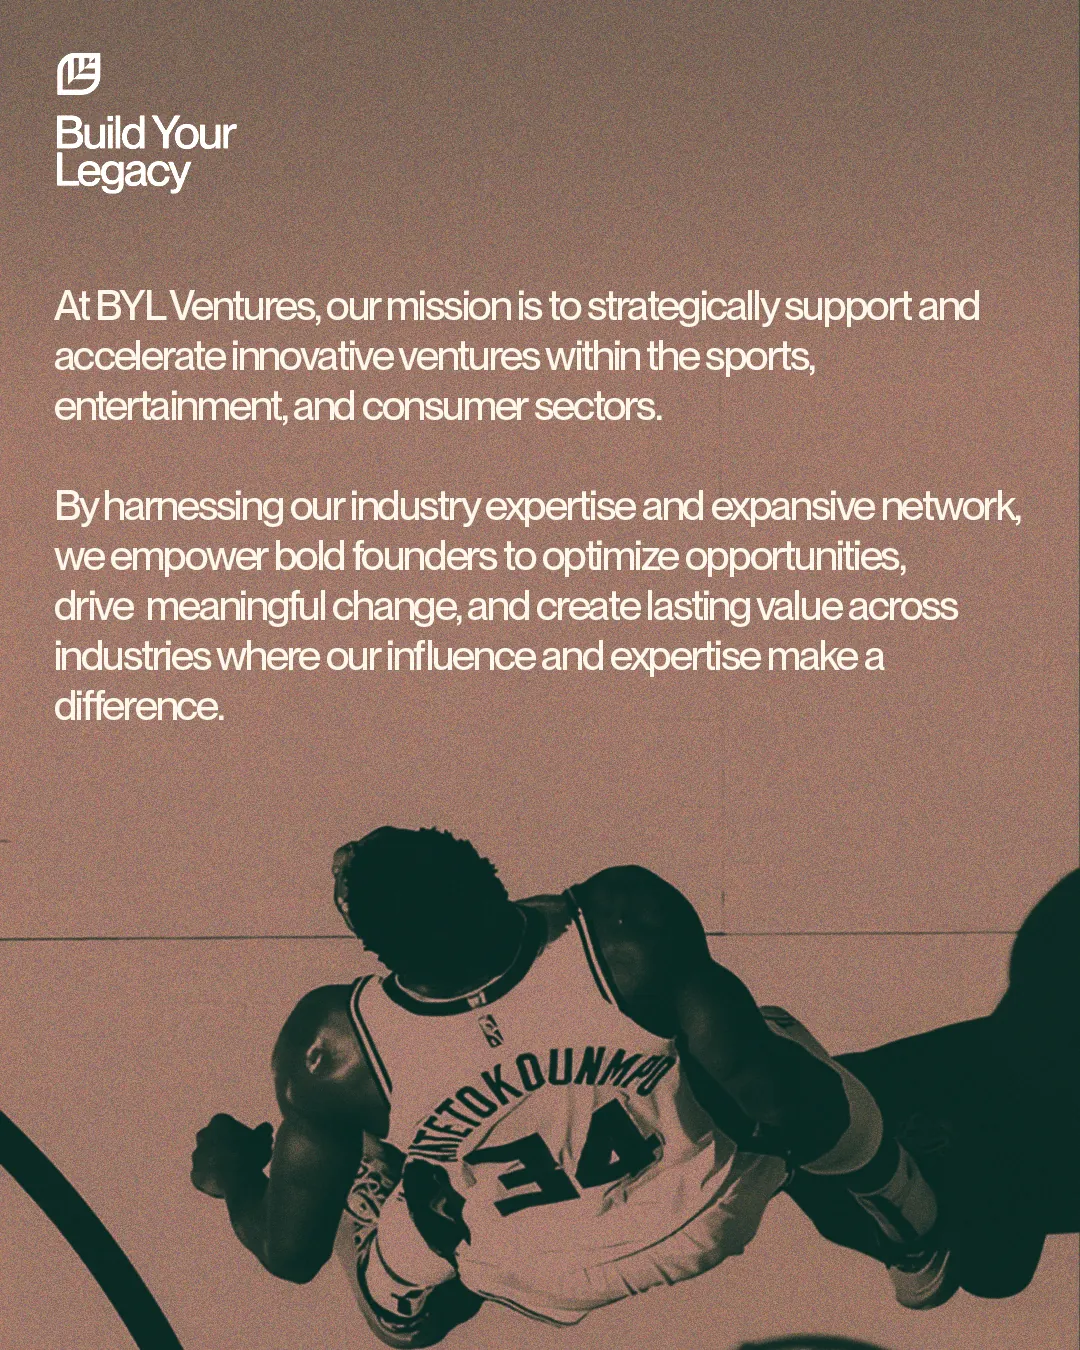 Build Your
Legacy
At BYL Ventures, our mission is to strategically support and
accelerate innovative ventures within the sports,
entertainment, and consumer sectors.
By harnessing our industry expertise and expansive network,
we empower bold founders to optimize opportunities,
drive meaningful change, and create lasting value across
industries where our influence and expertise make a
difference.
ANTETOKOUNMPO
34